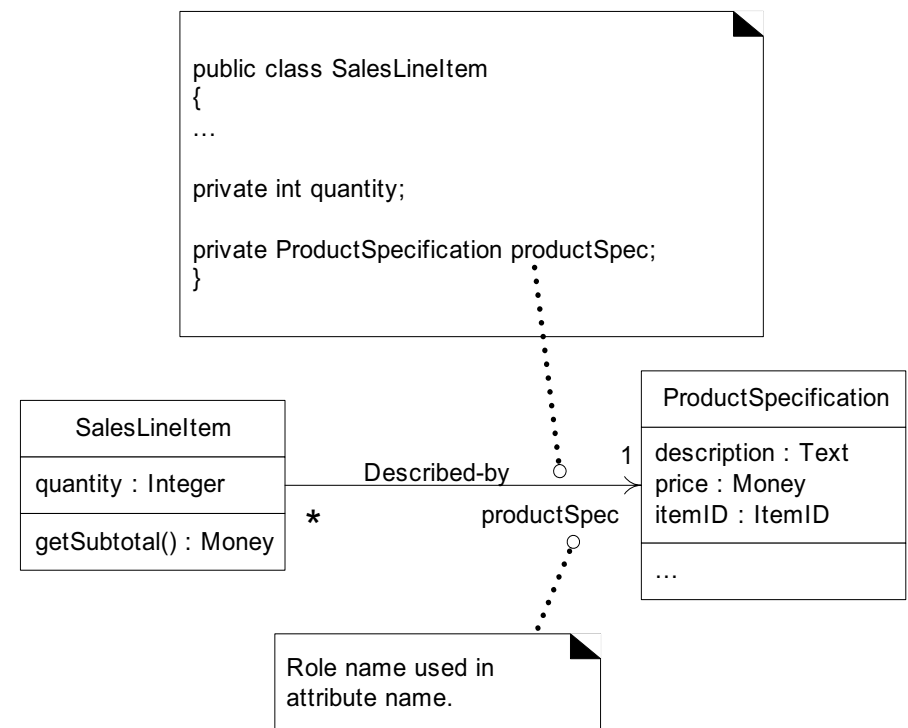 public class SalesLineItem
{
...
private int quantity;
private ProductSpecification productSpec;
}
SalesLineItem
quantity : Integer
getSubtotal() : Money
Described-by
*
1
productSpec
ProductSpecification
description : Text
price : Money
itemID : ItemID
...
Role name used in
attribute name.